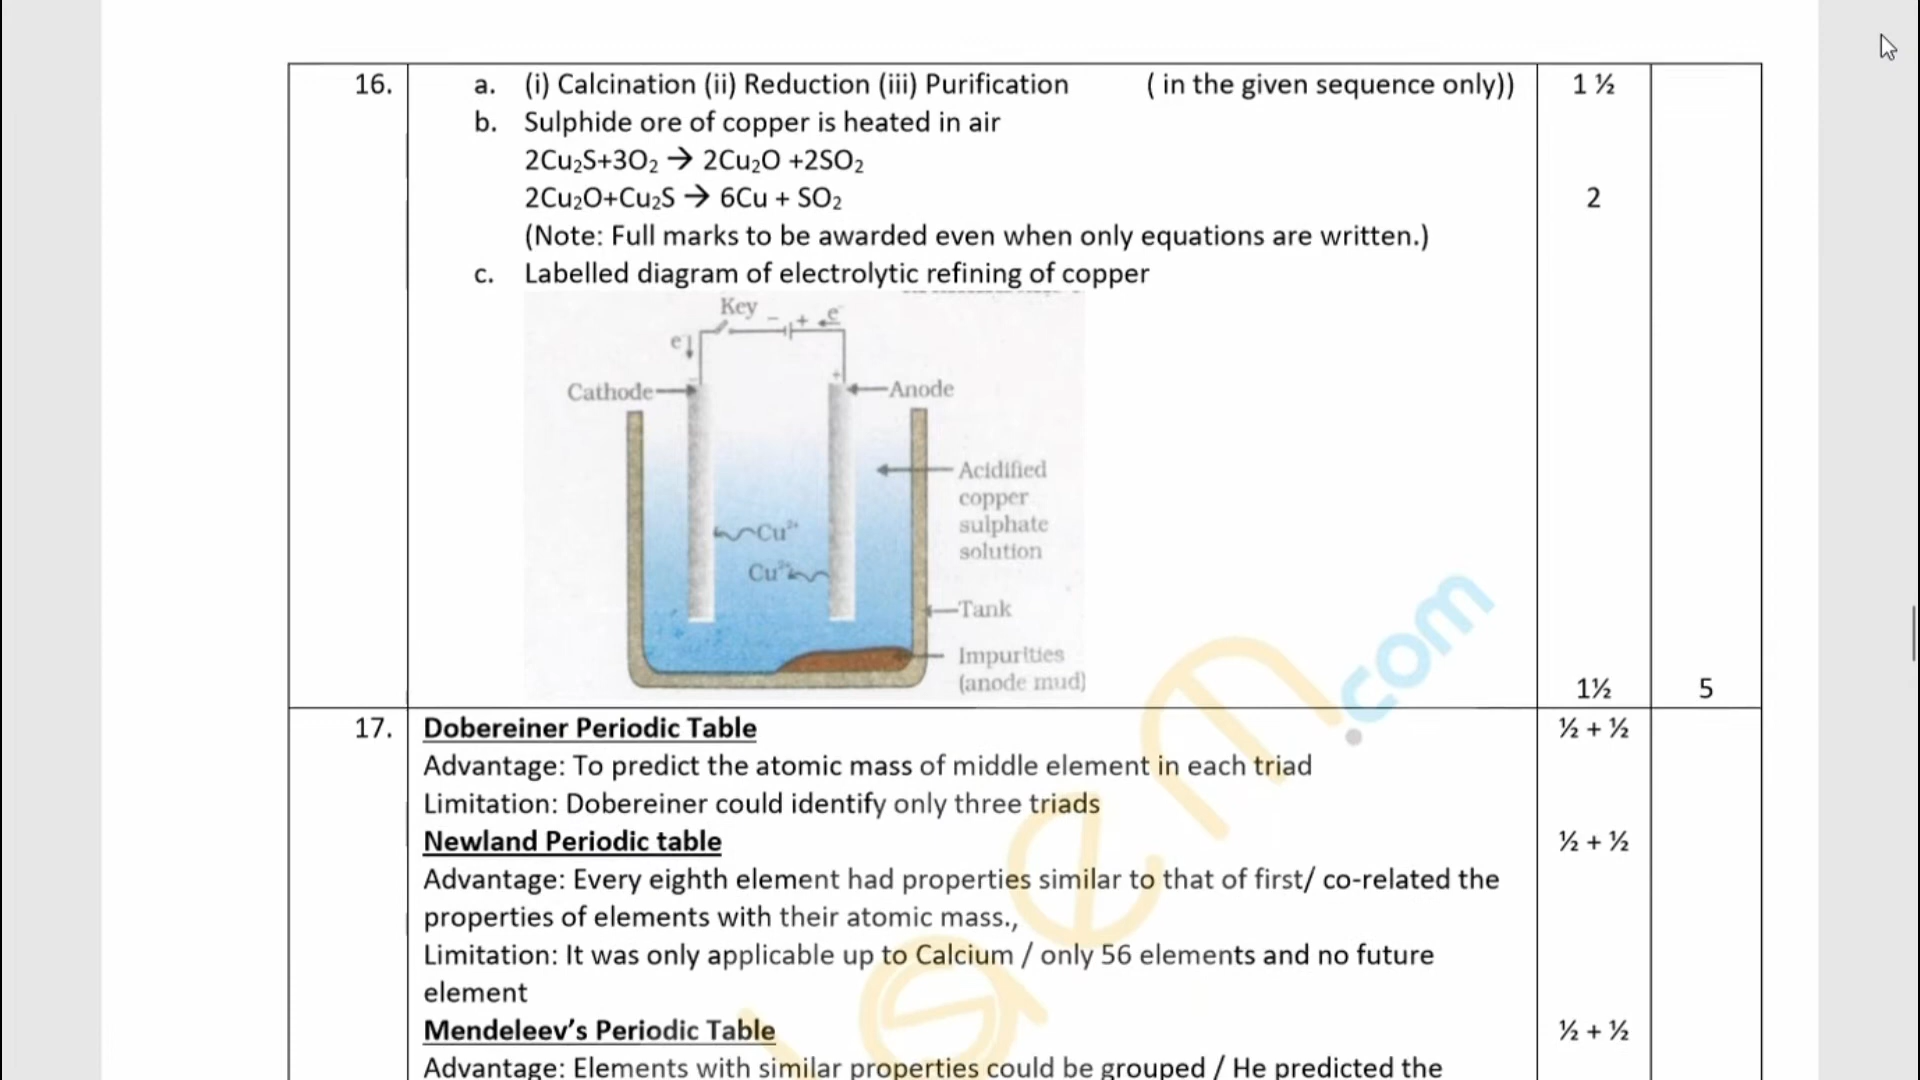 16.
a. (i) Calcination (ii) Reduction (iii) Purification ( in the given sequence only)) 1 ½
b. Sulphide ore of copper is heated in air
2Cu₂S+3O₂ → 2Cu₂O +2SO₂
2Cu₂O+Cu₂S → 6Cu + SO₂ 2
(Note: Full marks to be awarded even when only equations are written.)
c. Labelled diagram of electrolytic refining of copper
Key − + e⁻
e⁻
Cathode
Anode
Acidified
copper
sulphate
solution
Cu²⁺
Cu²⁺
Tank
Impurities
(anode mud)
1½ 5
17. Dobereiner Periodic Table ½ + ½
Advantage: To predict the atomic mass of middle element in each triad
Limitation: Dobereiner could identify only three triads
Newland Periodic table ½ + ½
Advantage: Every eighth element had properties similar to that of first/ co-related the
properties of elements with their atomic mass.,
Limitation: It was only applicable up to Calcium / only 56 elements and no future
element
Mendeleev’s Periodic Table ½ + ½
Advantage: Elements with similar properties could be grouped / He predicted the
.com